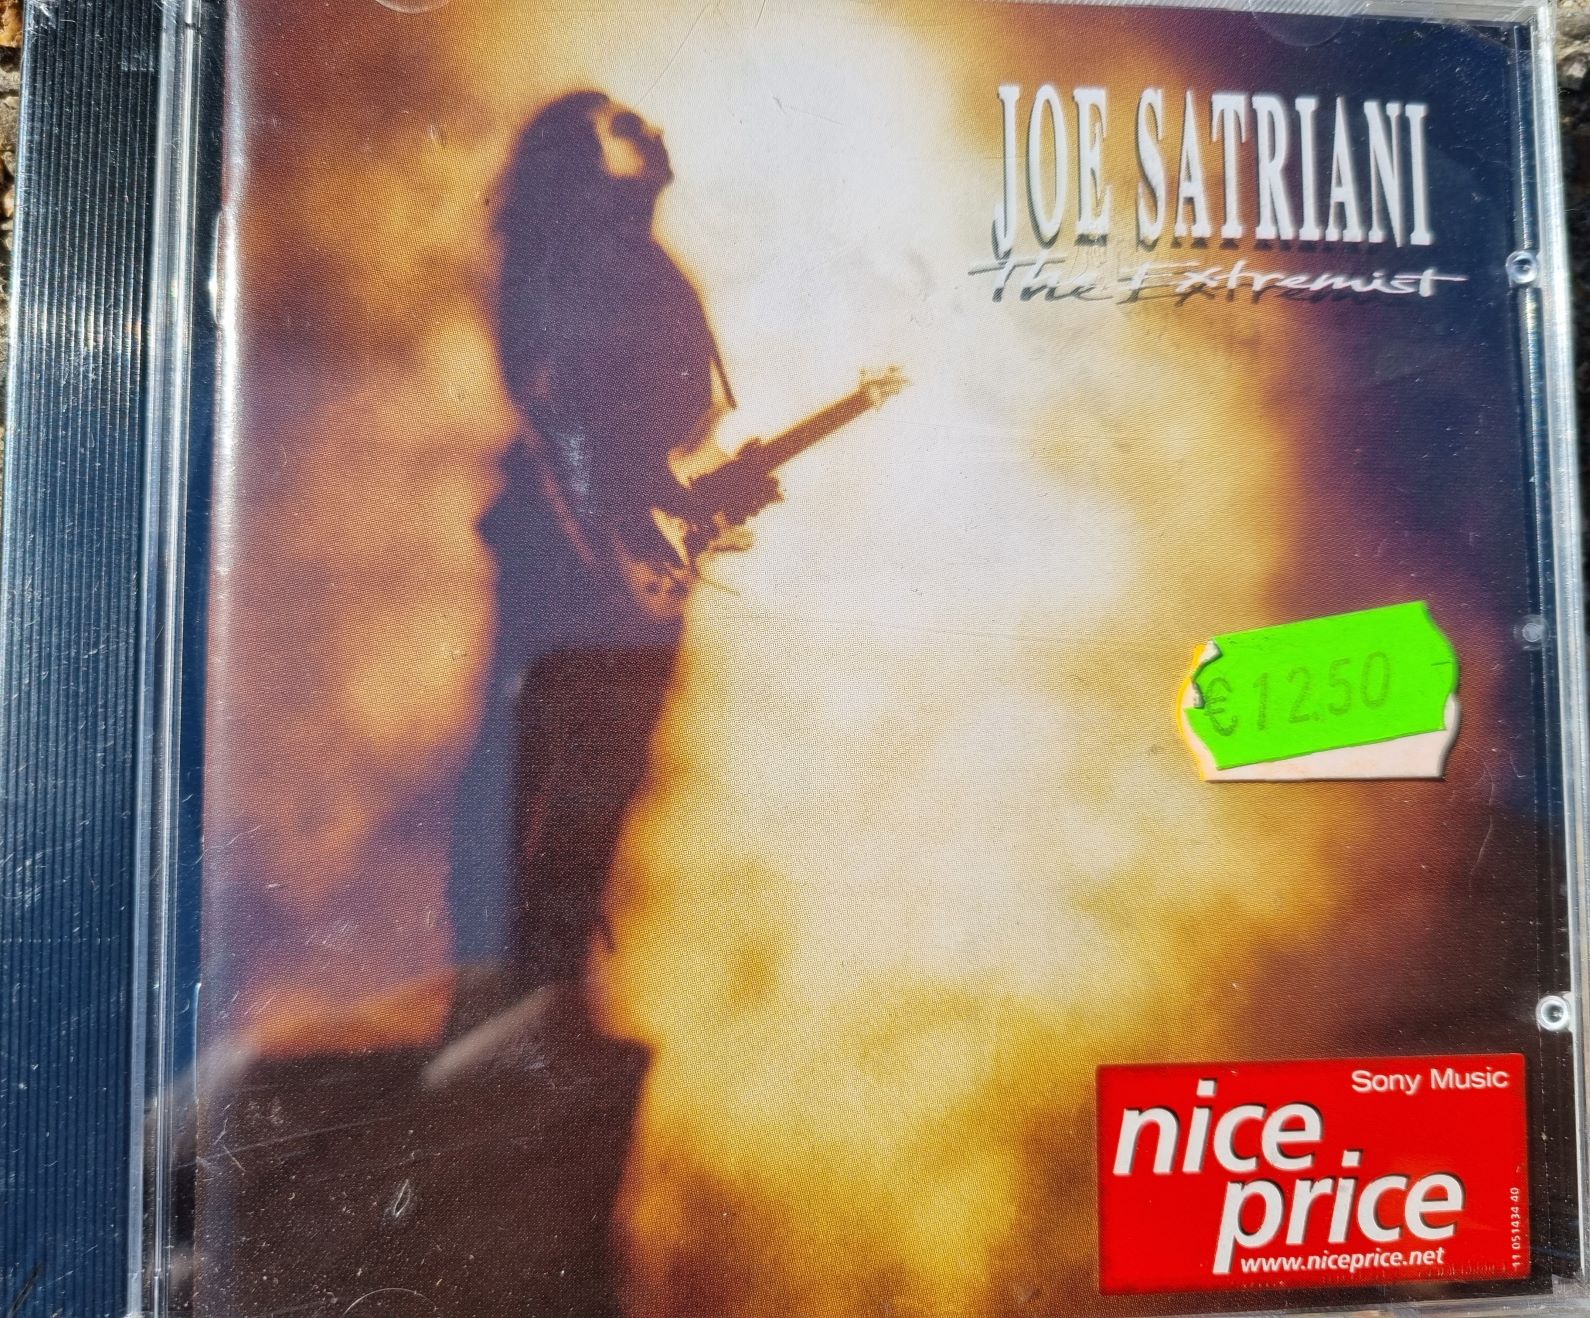 JOE SATRIANI
The Extremist
€12.50
Sony Music
nice
price
www.niceprice.net
11 051434 40